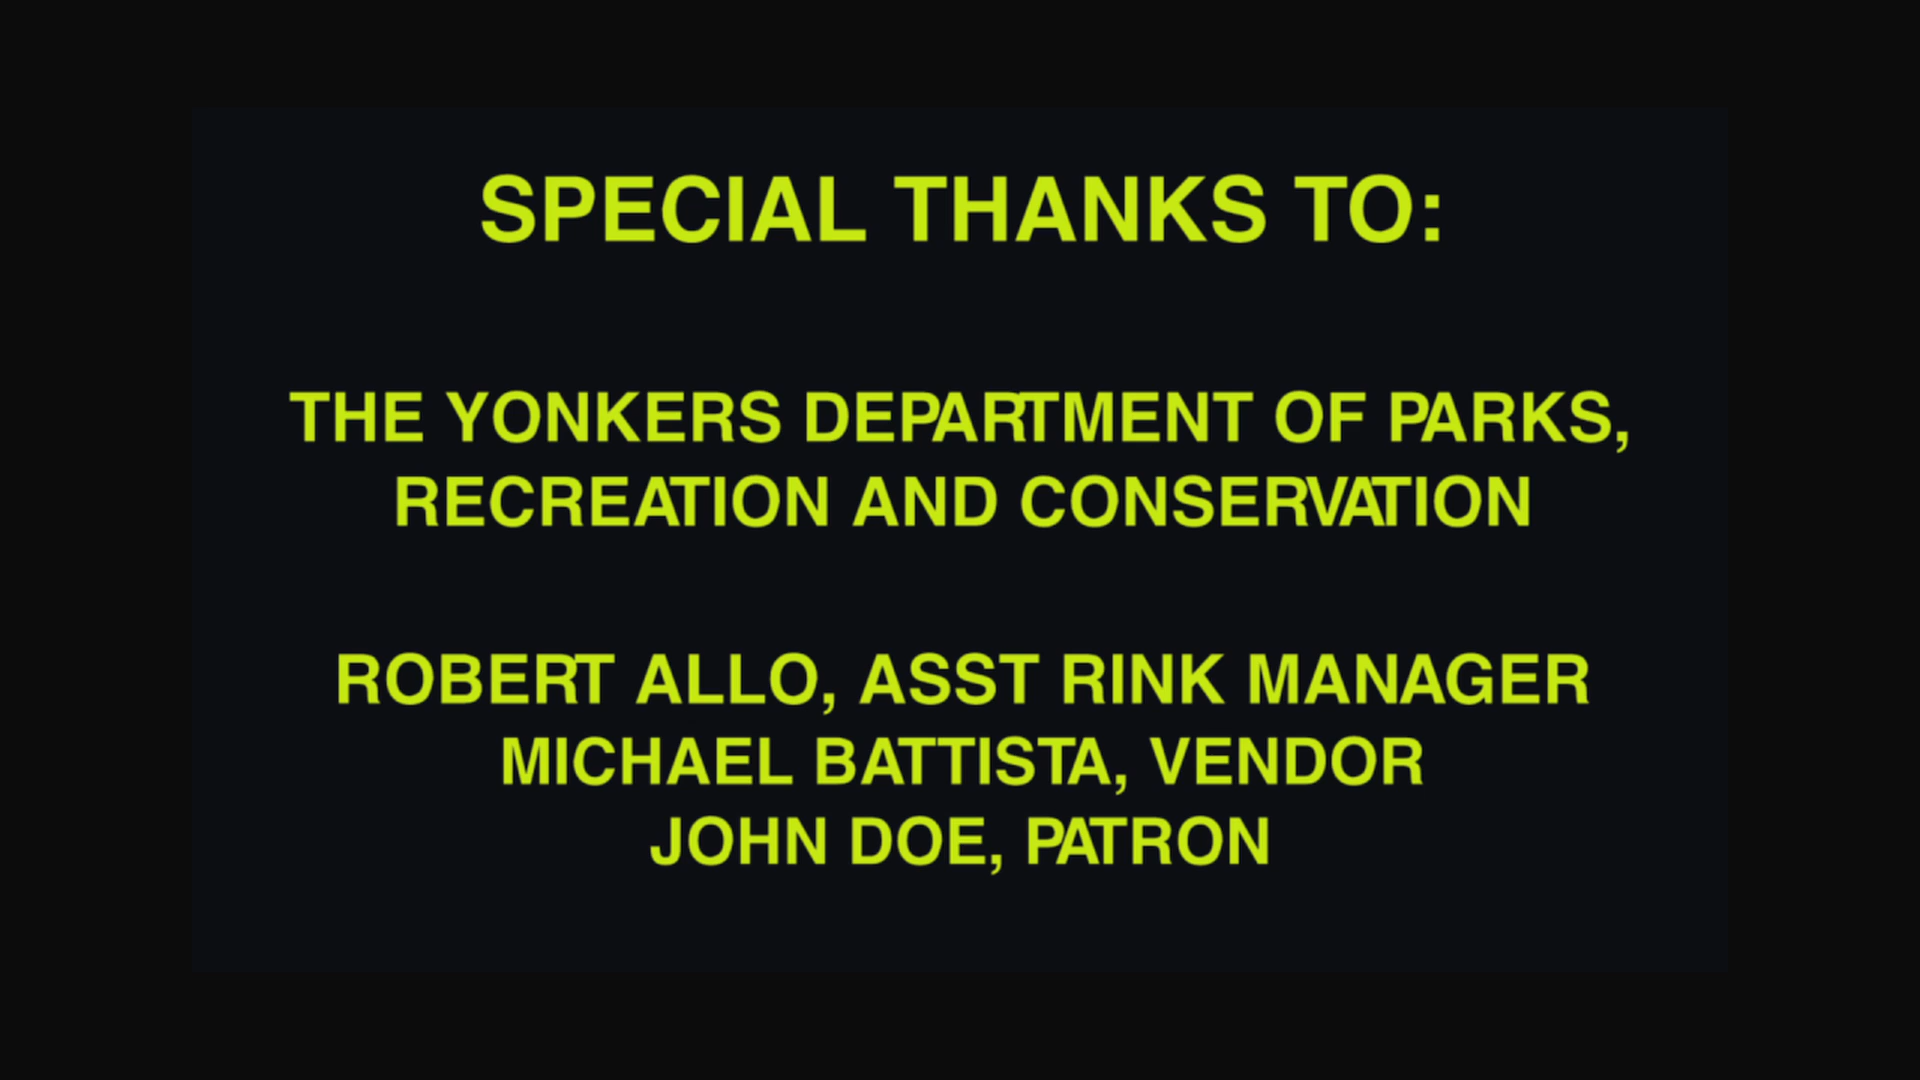 SPECIAL THANKS TO:
THE YONKERS DEPARTMENT OF PARKS,
RECREATION AND CONSERVATION
ROBERT ALLO, ASST RINK MANAGER
MICHAEL BATTISTA, VENDOR
JOHN DOE, PATRON